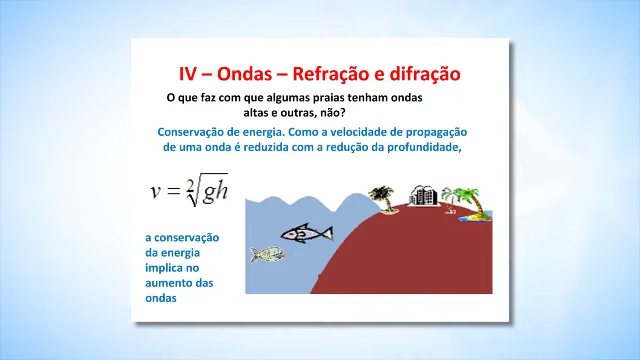 IV – Ondas – Refração e difração
O que faz com que algumas praias tenham ondas
altas e outras, não?
Conservação de energia. Como a velocidade de propagação
de uma onda é reduzida com a redução da profundidade,
v = ²√gh
a conservação
da energia
implica no
aumento das
ondas